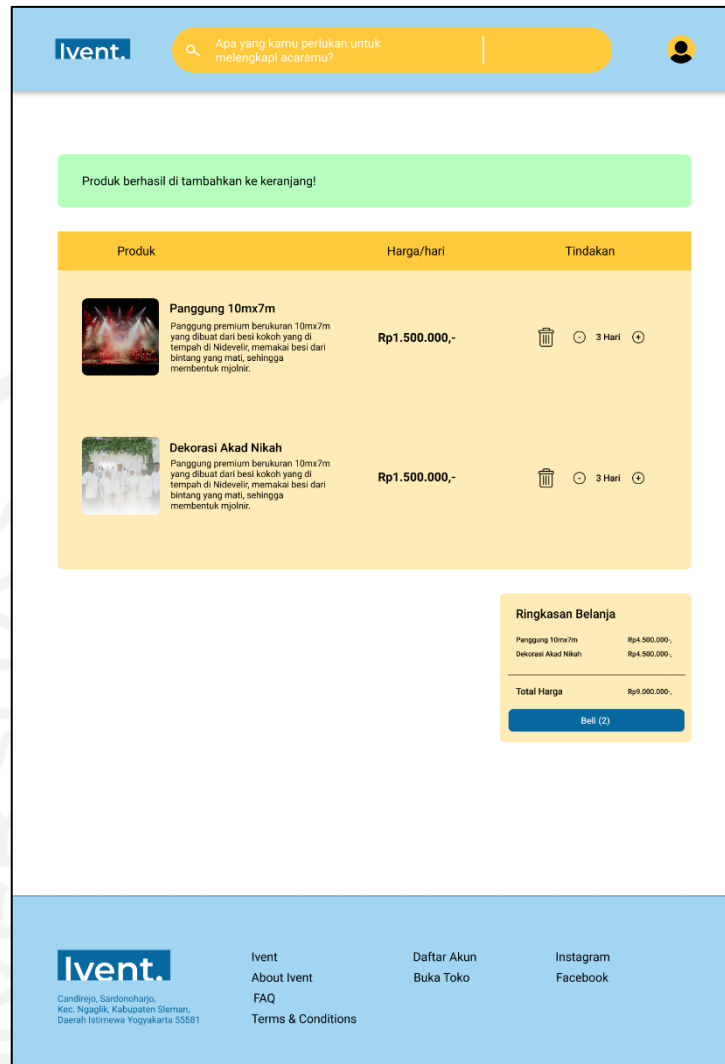 Ivent.
Apa yang kamu perlukan untuk
melengkapi acaramu?
Produk berhasil di tambahkan ke keranjang!
Produk Harga/hari Tindakan
Panggung 10mx7m
Panggung premium berukuran 10mx7m
yang dibuat dari besi kokoh yang di
tempah di Nidevelir, memakai besi dari
bintang yang mati, sehingga
membentuk mjolnir.
Rp1.500.000,-
3 Hari
Dekorasi Akad Nikah
Panggung premium berukuran 10mx7m
yang dibuat dari besi kokoh yang di
tempah di Nidevelir, memakai besi dari
bintang yang mati, sehingga
membentuk mjolnir.
Rp1.500.000,-
3 Hari
Ringkasan Belanja
Panggung 10mx7m Rp4.500.000-,
Dekorasi Akad Nikah Rp4.500.000-,
Total Harga Rp9.000.000-,
Beli (2)
Ivent.
Candirejo, Sardonoharjo,
Kec. Ngaglik, Kabupaten Sleman,
Daerah Istimewa Yogyakarta 55581
Ivent
About Ivent
FAQ
Terms & Conditions
Daftar Akun
Buka Toko
Instagram
Facebook